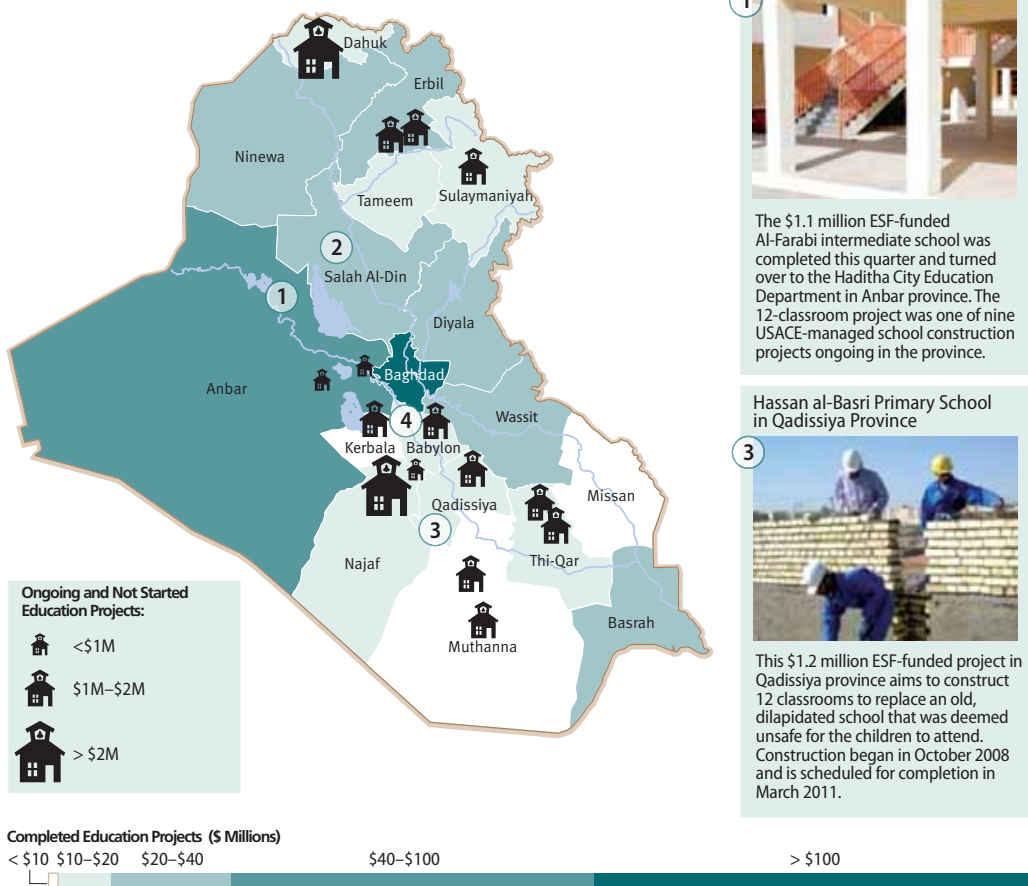 Dahuk
Erbil
Ninewa
Tameem
Sulaymaniyah
2
Salah Al-Din
1
Diyala
Baghdad
Anbar
Wassit
4
Kerbala
Babylon
Missan
Qadissiya
3
Najaf
Thi-Qar
Basrah
Muthanna
Ongoing and Not Started
Education Projects:
<$1M
$1M–$2M
> $2M
1
The $1.1 million ESF-funded
Al-Farabi intermediate school was
completed this quarter and turned
over to the Haditha City Education
Department in Anbar province. The
12-classroom project was one of nine
USACE-managed school construction
projects ongoing in the province.
Hassan al-Basri Primary School
in Qadissiya Province
3
This $1.2 million ESF-funded project in
Qadissiya province aims to construct
12 classrooms to replace an old,
dilapidated school that was deemed
unsafe for the children to attend.
Construction began in October 2008
and is scheduled for completion in
March 2011.
Completed Education Projects ($ Millions)
< $10 $10–$20 $20–$40 $40–$100 > $100